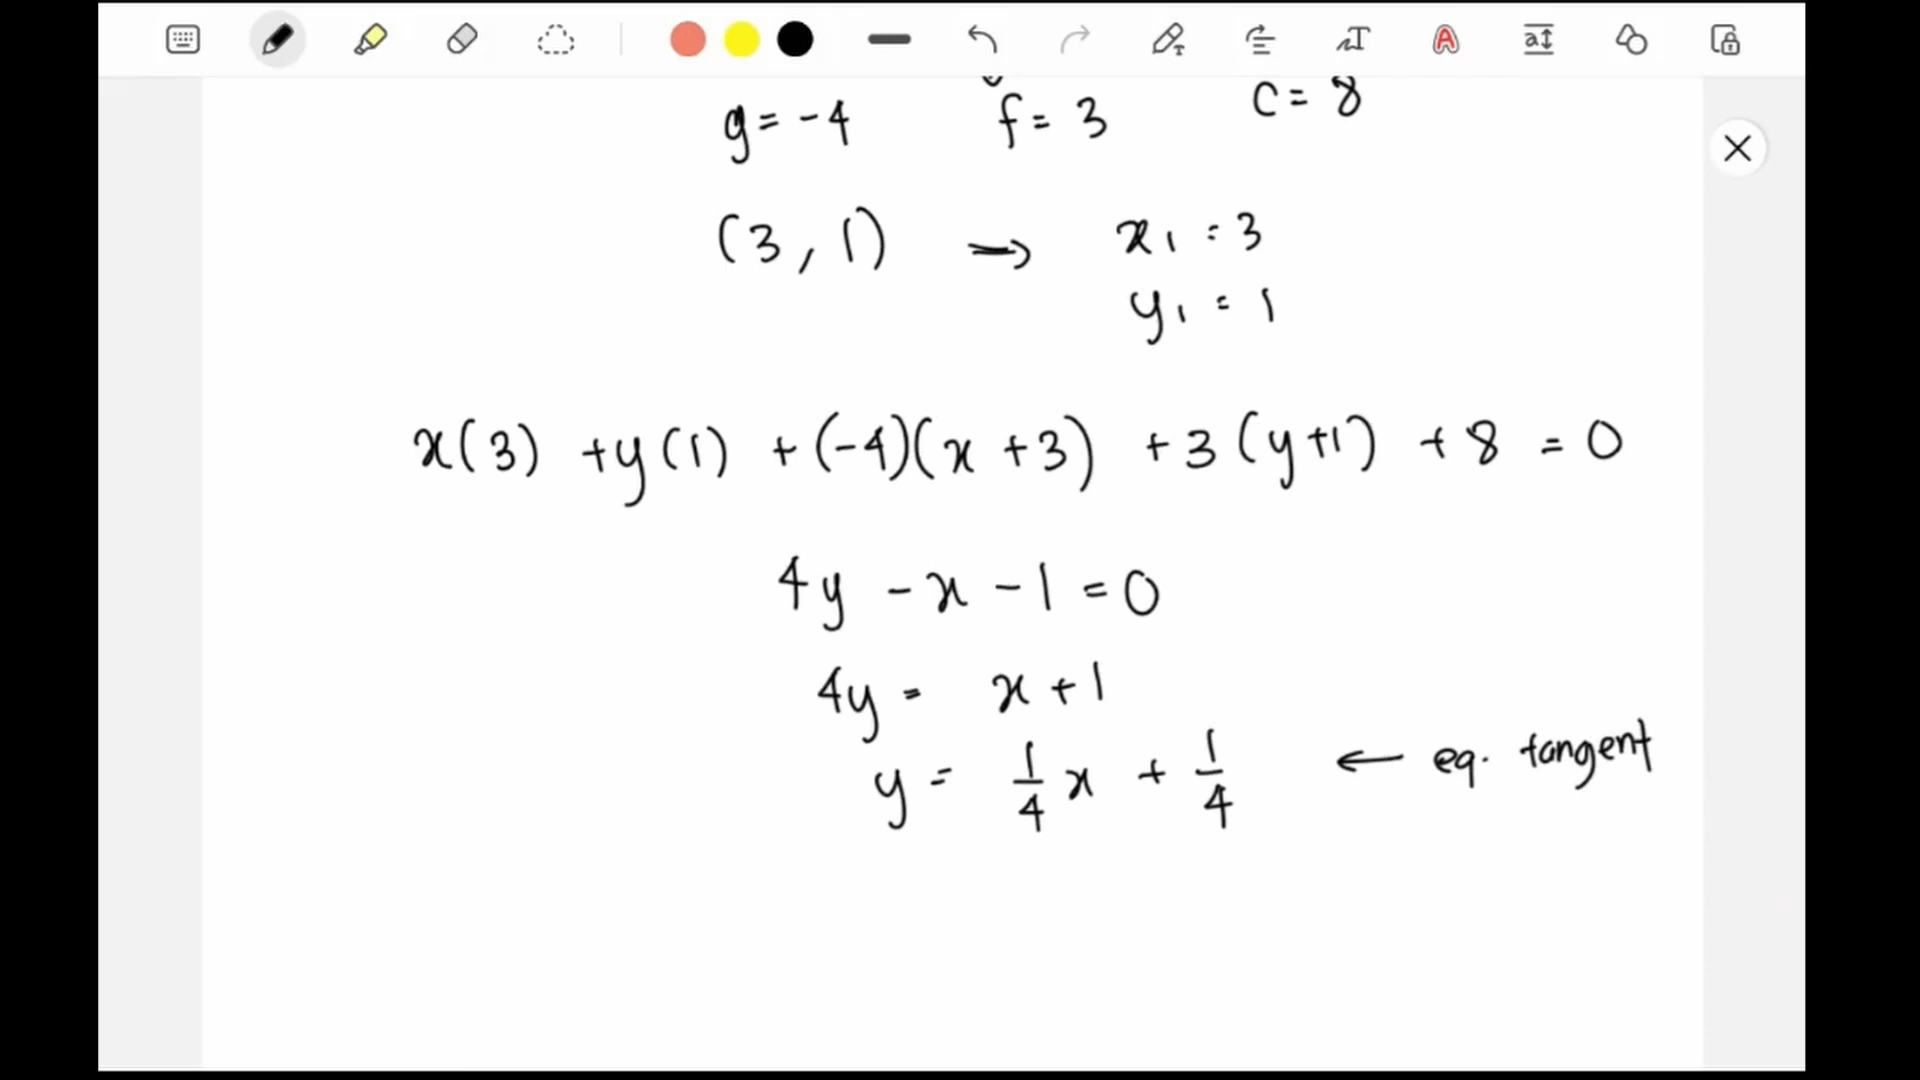 g = -4 f = 3 c = 8
(3, 1) → x₁ = 3
y₁ = 1
x(3) + y(1) + (-4)(x + 3) + 3(y+1) + 8 = 0
4y - x - 1 = 0
4y = x + 1
y = 1/4 x + 1/4 ← eq. tangent